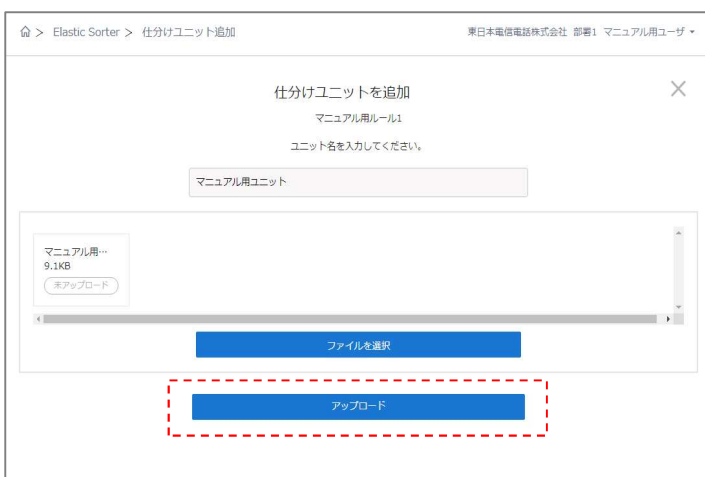 > Elastic Sorter > 仕分けユニット追加
東日本電信電話株式会社 部署1 マニュアル用ユーザ
仕分けユニットを追加
マニュアル用ルール1
ユニット名を入力してください。
マニュアル用ユニット
マニュアル用…
9.1KB
未アップロード
ファイルを選択
アップロード